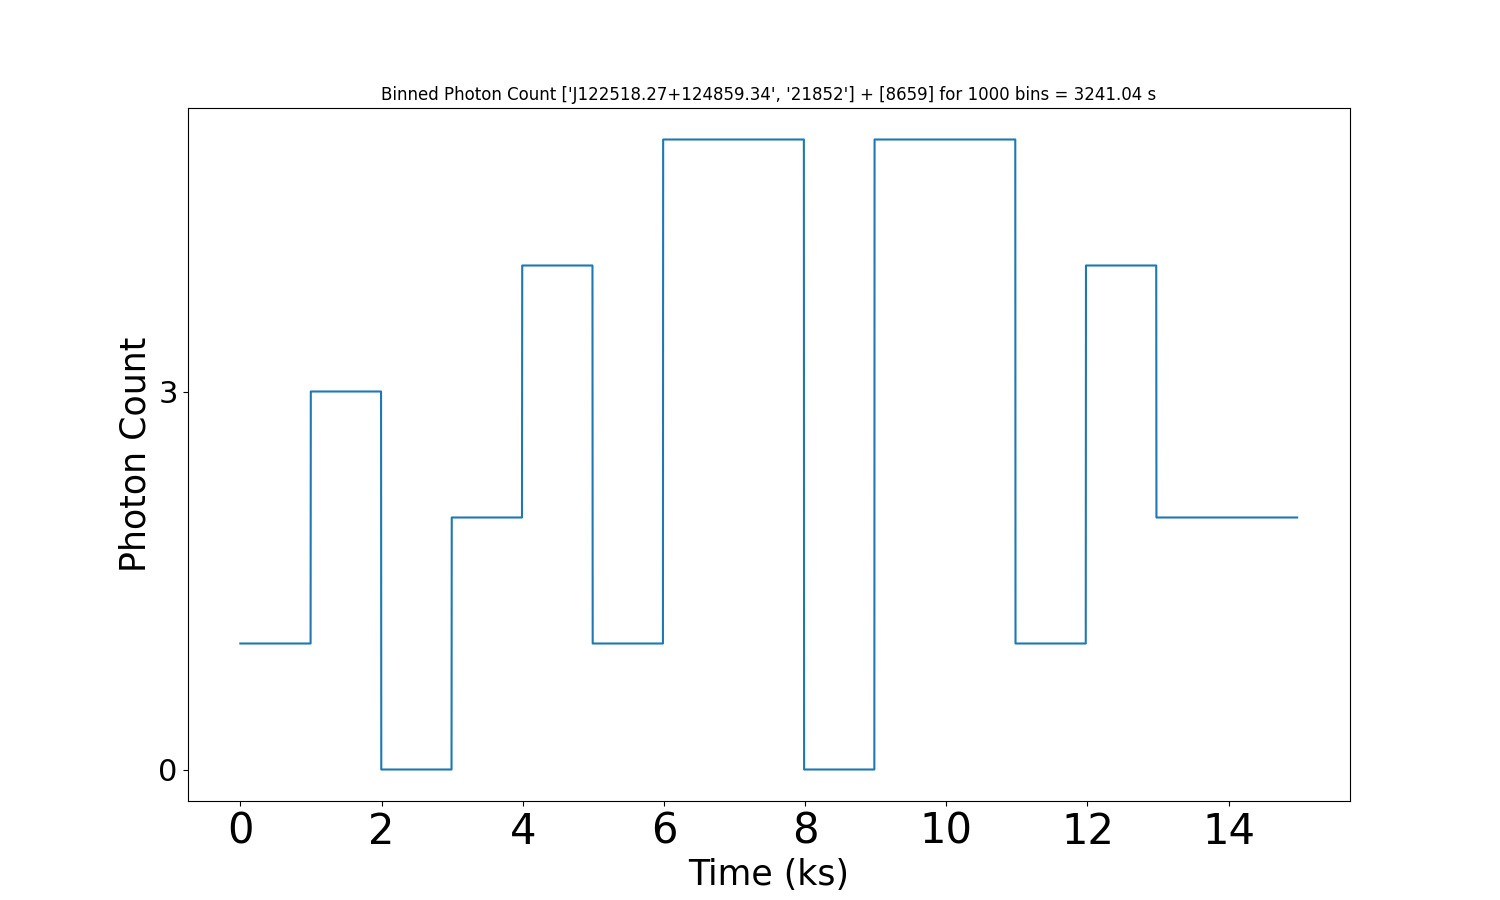 Binned Photon Count ['J122518.27+124859.34', '21852'] + [8659] for 1000 bins = 3241.04 s
Photon Count
3
0
0 2 4 6 8 10 12 14
Time (ks)